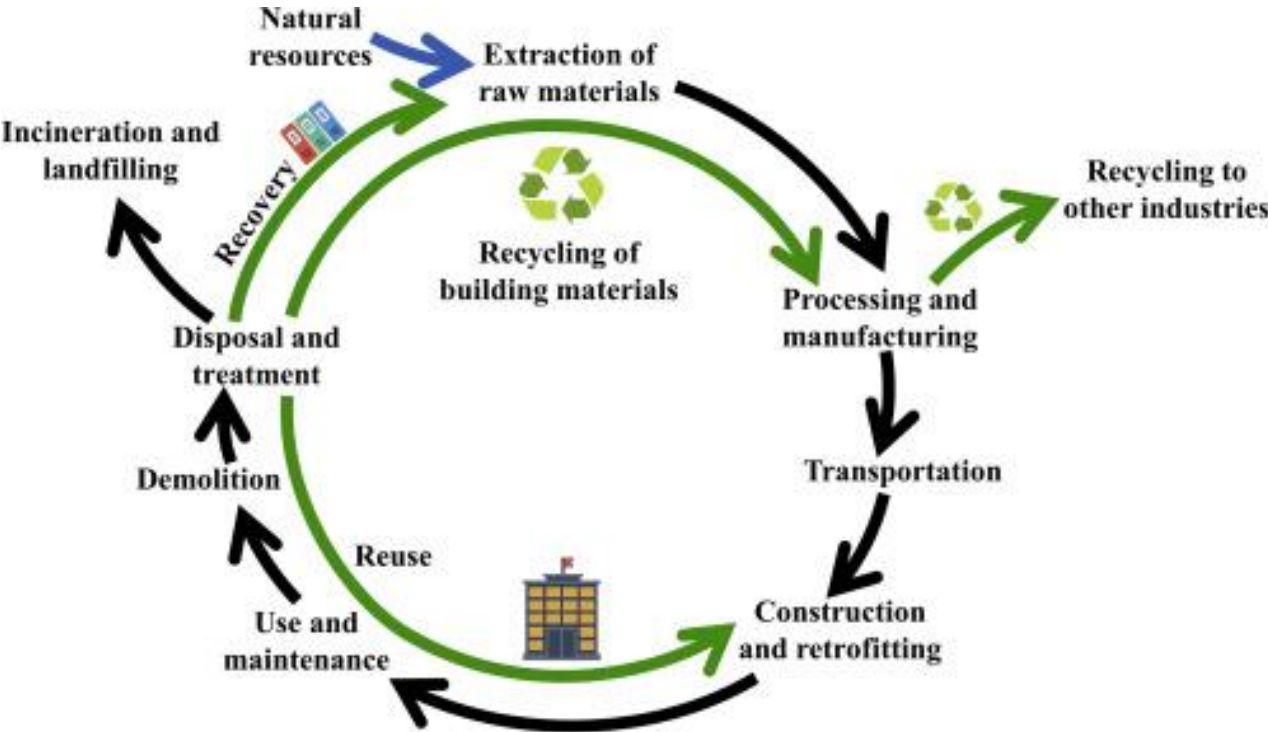 Natural
resources
Extraction of
raw materials
Incineration and
landfilling
Recovery
Recycling to
other industries
Recycling of
building materials
Processing and
manufacturing
Disposal and
treatment
Demolition
Transportation
Reuse
Use and
maintenance
Construction
and retrofitting